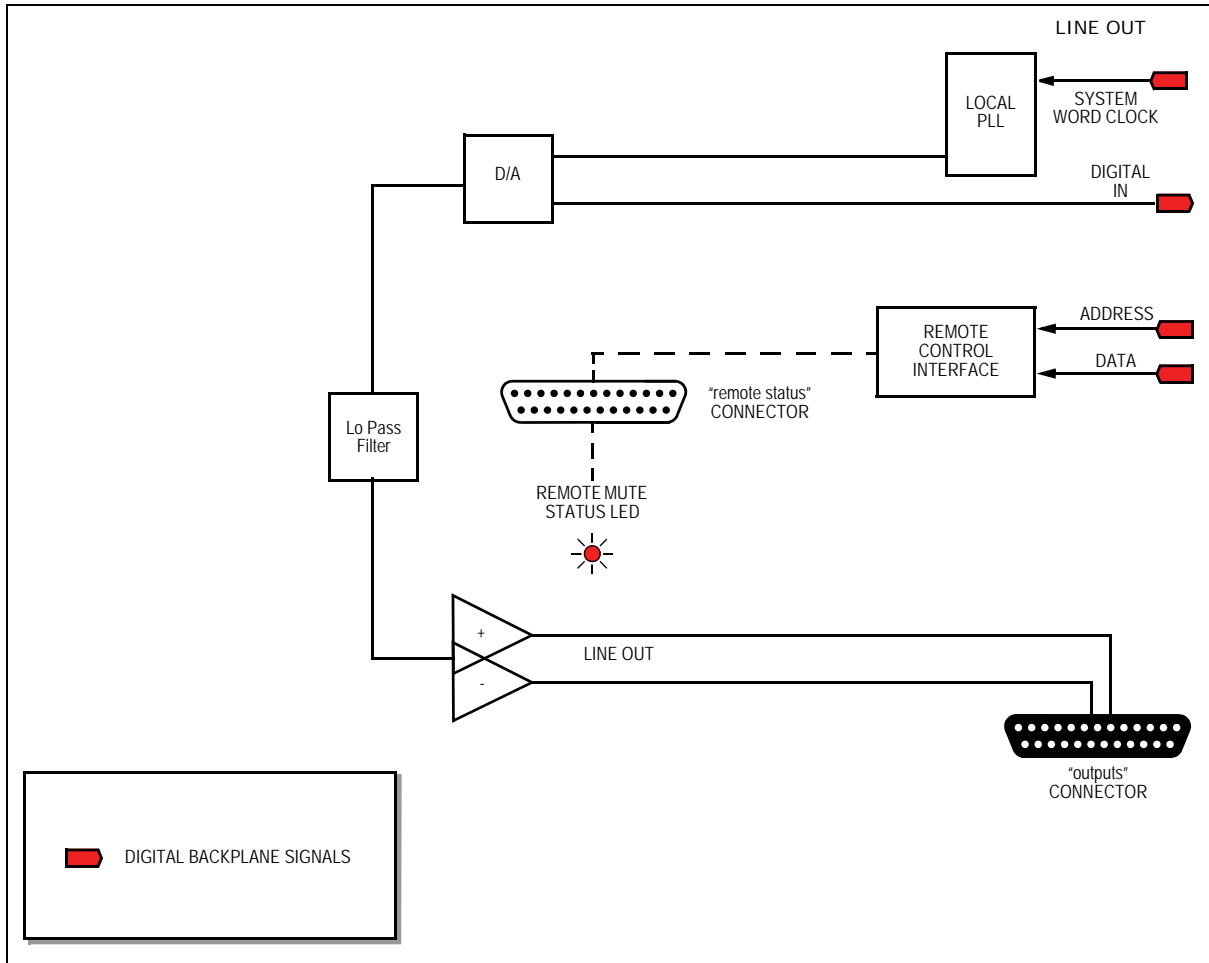 LINE OUT
LOCAL
PLL
SYSTEM
WORD CLOCK
D/A
DIGITAL
IN
ADDRESS
REMOTE
CONTROL
INTERFACE
DATA
"remote status"
CONNECTOR
Lo Pass
Filter
REMOTE MUTE
STATUS LED
+
LINE OUT
-
"outputs"
CONNECTOR
DIGITAL BACKPLANE SIGNALS